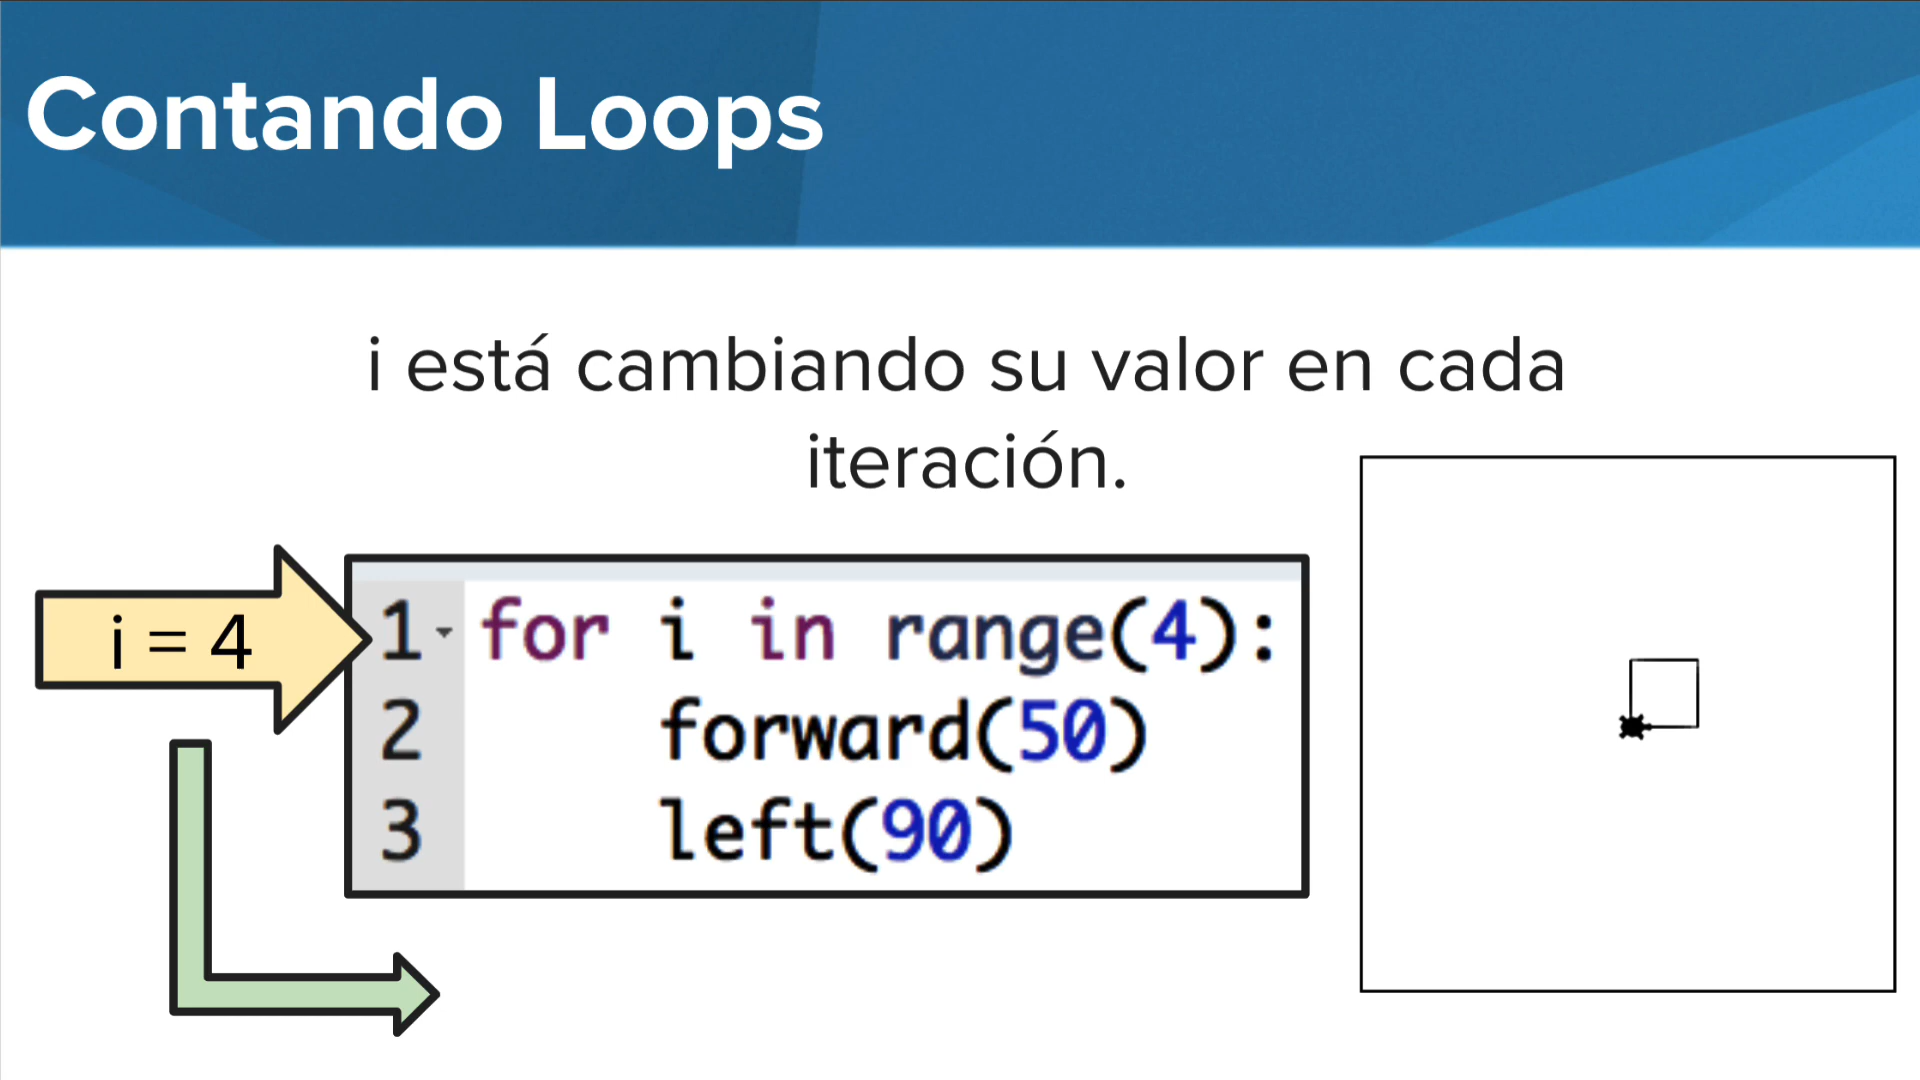 Contando Loops
i está cambiando su valor en cada
iteración.
i = 4
1 for i in range(4):
2 forward(50)
3 left(90)